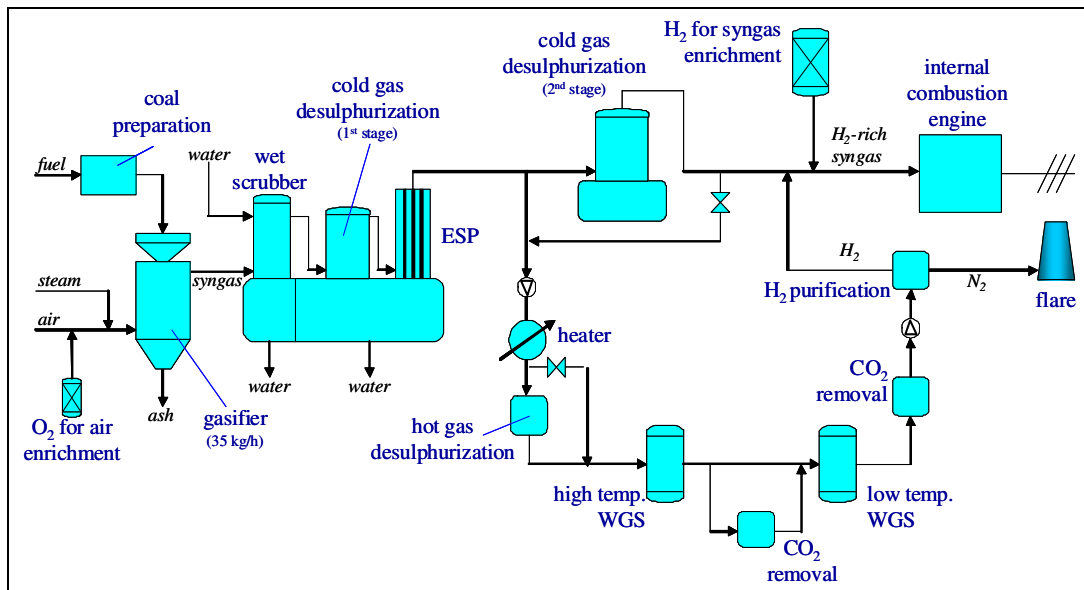 H2 for syngas
enrichment
cold gas
desulphurization
(2nd stage)
internal
combustion
engine
coal
preparation
cold gas
desulphurization
(1st stage)
water
wet
scrubber
fuel
H2-rich
syngas
ESP
steam
syngas
air
H2
N2
H2 purification
flare
heater
water
water
ash
gasifier
(35 kg/h)
O2 for air
enrichment
CO2
removal
hot gas
desulphurization
high temp.
WGS
low temp.
WGS
CO2
removal